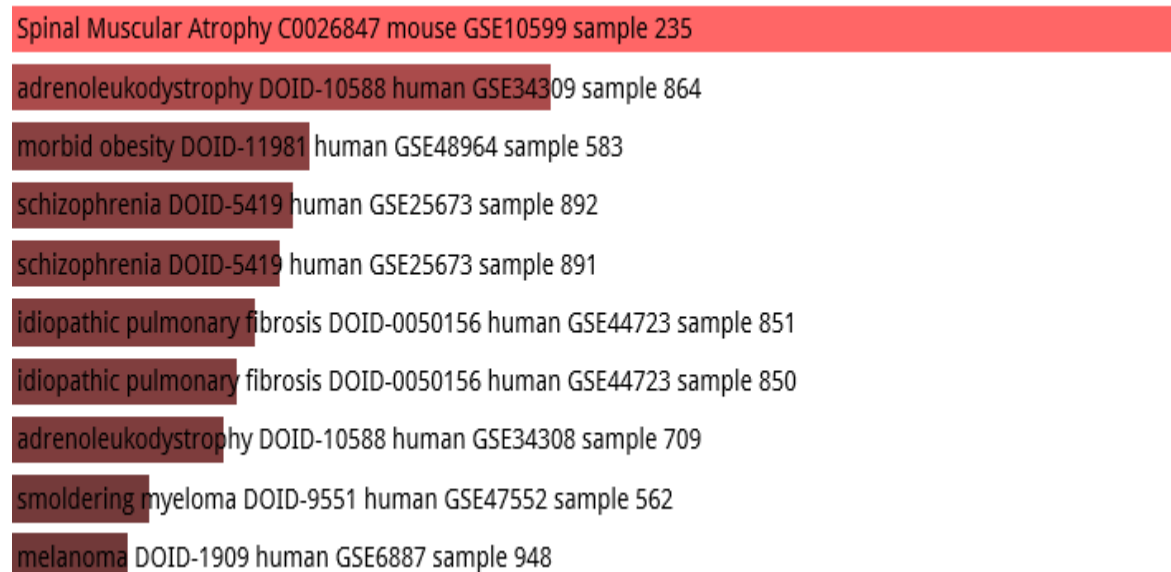 Spinal Muscular Atrophy C0026847 mouse GSE10599 sample 235
adrenoleukodystrophy DOID-10588 human GSE34309 sample 864
morbid obesity DOID-11981 human GSE48964 sample 583
schizophrenia DOID-5419 human GSE25673 sample 892
schizophrenia DOID-5419 human GSE25673 sample 891
idiopathic pulmonary fibrosis DOID-0050156 human GSE44723 sample 851
idiopathic pulmonary fibrosis DOID-0050156 human GSE44723 sample 850
adrenoleukodystrophy DOID-10588 human GSE34308 sample 709
smoldering myeloma DOID-9551 human GSE47552 sample 562
melanoma DOID-1909 human GSE6887 sample 948